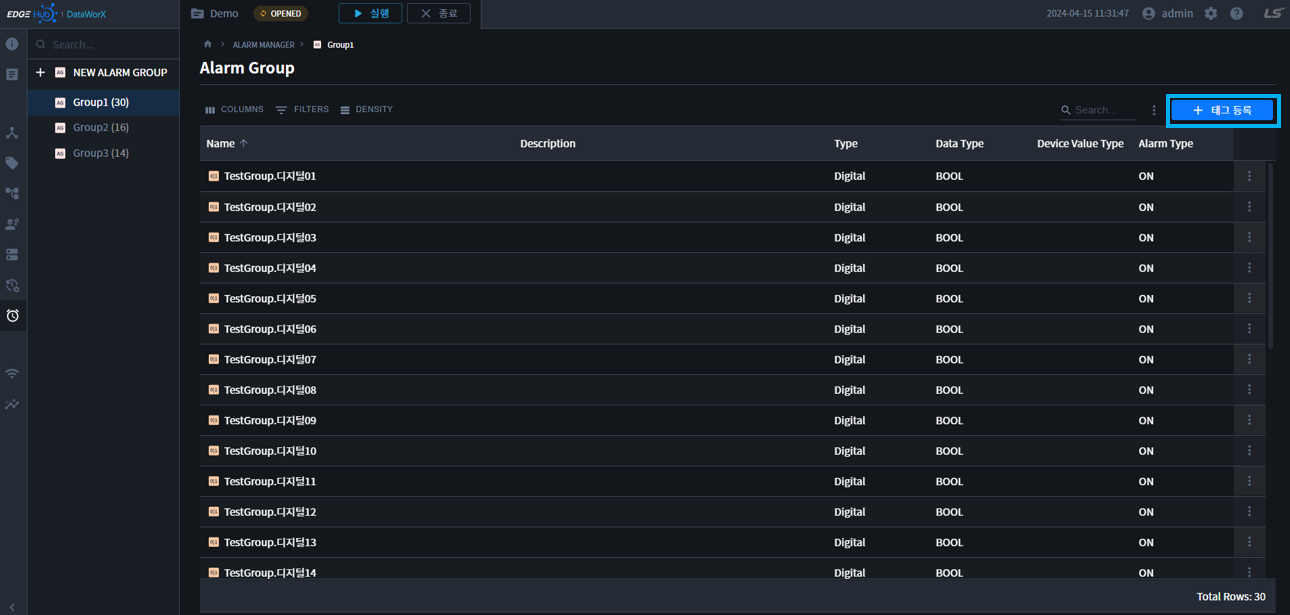 EDGE Hub | DataWorX
Demo
OPENED
실행
종료
2024-04-15 11:31:47
admin
LS
Search...
NEW ALARM GROUP
Group1 (30)
Group2 (16)
Group3 (14)
ALARM MANAGER
Group1
Alarm Group
COLUMNS
FILTERS
DENSITY
Search...
태그 등록
Name Description Type Data Type Device Value Type Alarm Type
TestGroup.디지털01 Digital BOOL ON
TestGroup.디지털02 Digital BOOL ON
TestGroup.디지털03 Digital BOOL ON
TestGroup.디지털04 Digital BOOL ON
TestGroup.디지털05 Digital BOOL ON
TestGroup.디지털06 Digital BOOL ON
TestGroup.디지털07 Digital BOOL ON
TestGroup.디지털08 Digital BOOL ON
TestGroup.디지털09 Digital BOOL ON
TestGroup.디지털10 Digital BOOL ON
TestGroup.디지털11 Digital BOOL ON
TestGroup.디지털12 Digital BOOL ON
TestGroup.디지털13 Digital BOOL ON
TestGroup.디지털14 Digital BOOL ON
Total Rows: 30